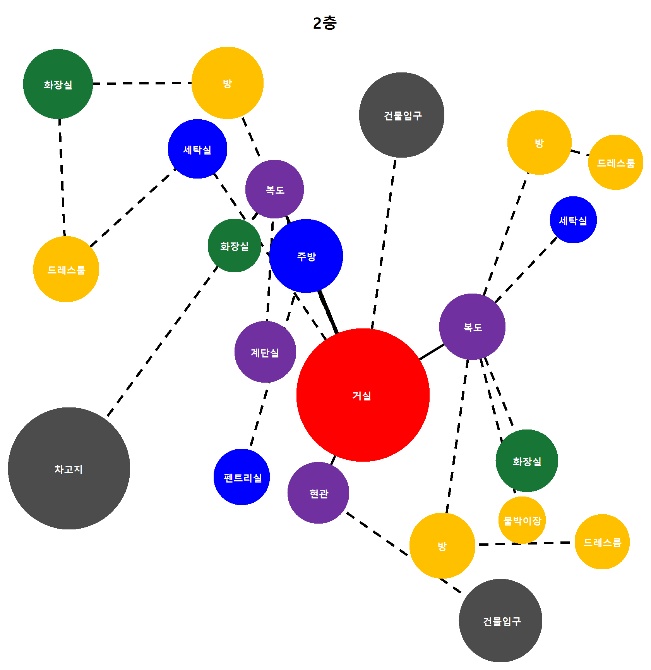 2층
화장실
방
건물입구
세탁실
방
드레스룸
복도
세탁실
화장실
주방
드레스룸
복도
계단실
거실
화장실
차고지
펜트리실
현관
붙박이장
방
드레스룸
건물입구